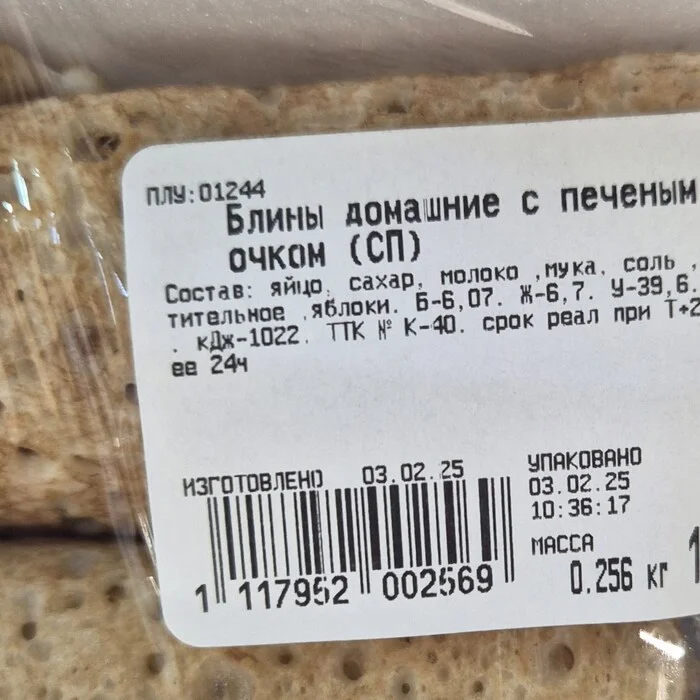 ПЛУ:01244
Блины домашние с печеным
очком (СП)
Состав: яйцо, сахар, молоко ,мука, соль ,
тительное ,яблоки. Б-6,07. Ж-6,7. У-39,6.
. кДж-1022. ТТК № К-40. срок реал при Т+2
ее 24ч
ИЗГОТОВЛЕНО 03.02.25
УПАКОВАНО
03.02.25
10:36:17
МАССА
0.256 кг
1 117952 002569